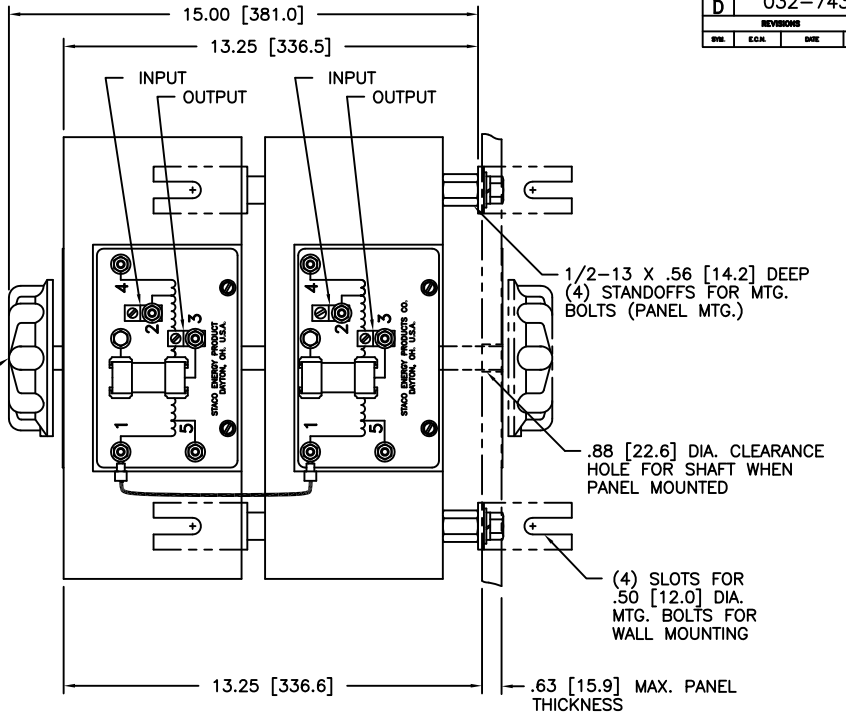 15.00 [381.0]
D 032-743
REVISIONS
SYM. E.C.N. DATE
13.25 [336.5]
INPUT
OUTPUT
INPUT
OUTPUT
4
2
3
1
5
STACO ENERGY PRODUCT
DAYTON, OH. U.S.A.
4
2
3
1
5
STACO ENERGY PRODUCTS CO.
DAYTON, OH. U.S.A.
1/2-13 X .56 [14.2] DEEP
(4) STANDOFFS FOR MTG.
BOLTS (PANEL MTG.)
.88 [22.6] DIA. CLEARANCE
HOLE FOR SHAFT WHEN
PANEL MOUNTED
(4) SLOTS FOR
.50 [12.0] DIA.
MTG. BOLTS FOR
WALL MOUNTING
13.25 [336.6]
.63 [15.9] MAX. PANEL
THICKNESS